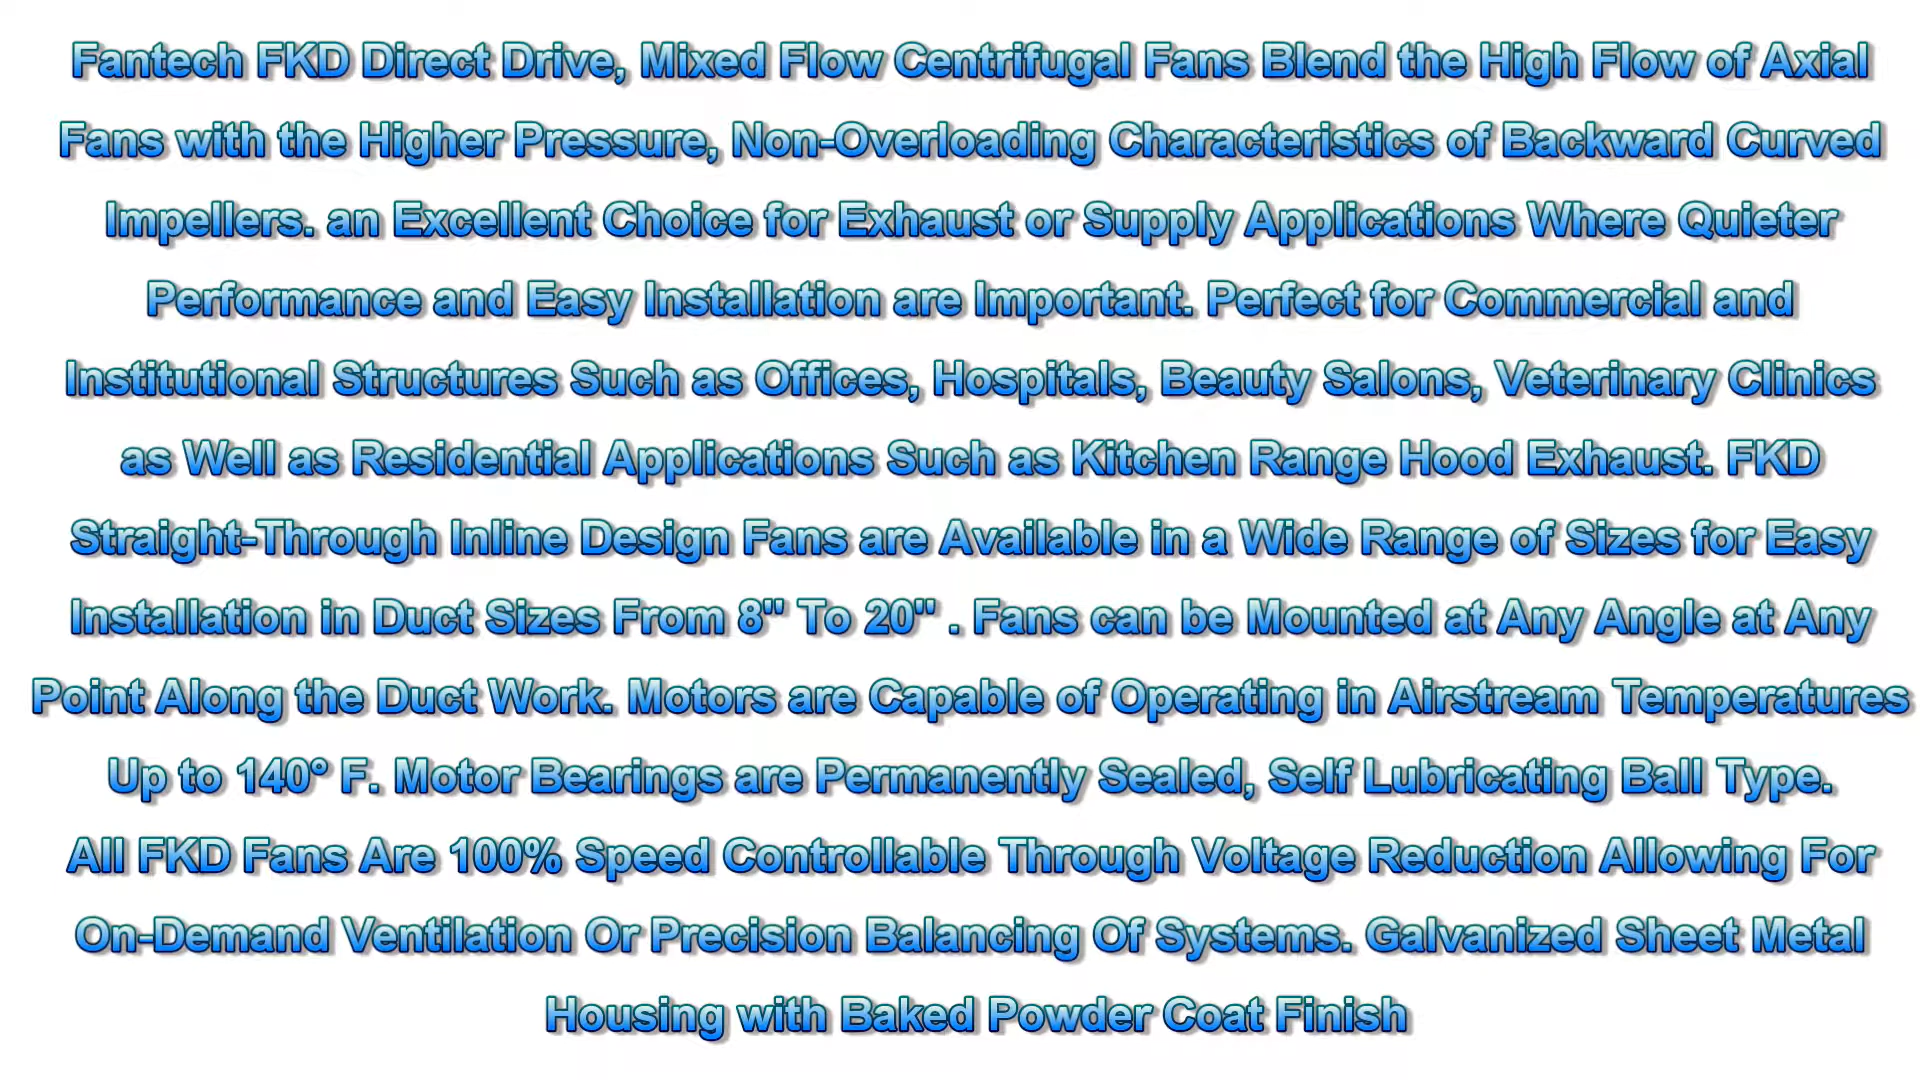 Fantech FKD Direct Drive, Mixed Flow Centrifugal Fans Blend the High Flow of Axial
Fans with the Higher Pressure, Non-Overloading Characteristics of Backward Curved
Impellers. an Excellent Choice for Exhaust or Supply Applications Where Quieter
Performance and Easy Installation are Important. Perfect for Commercial and
Institutional Structures Such as Offices, Hospitals, Beauty Salons, Veterinary Clinics
as Well as Residential Applications Such as Kitchen Range Hood Exhaust. FKD
Straight-Through Inline Design Fans are Available in a Wide Range of Sizes for Easy
Installation in Duct Sizes From 8" To 20" . Fans can be Mounted at Any Angle at Any
Point Along the Duct Work. Motors are Capable of Operating in Airstream Temperatures
Up to 140° F. Motor Bearings are Permanently Sealed, Self Lubricating Ball Type.
All FKD Fans Are 100% Speed Controllable Through Voltage Reduction Allowing For
On-Demand Ventilation Or Precision Balancing Of Systems. Galvanized Sheet Metal
Housing with Baked Powder Coat Finish